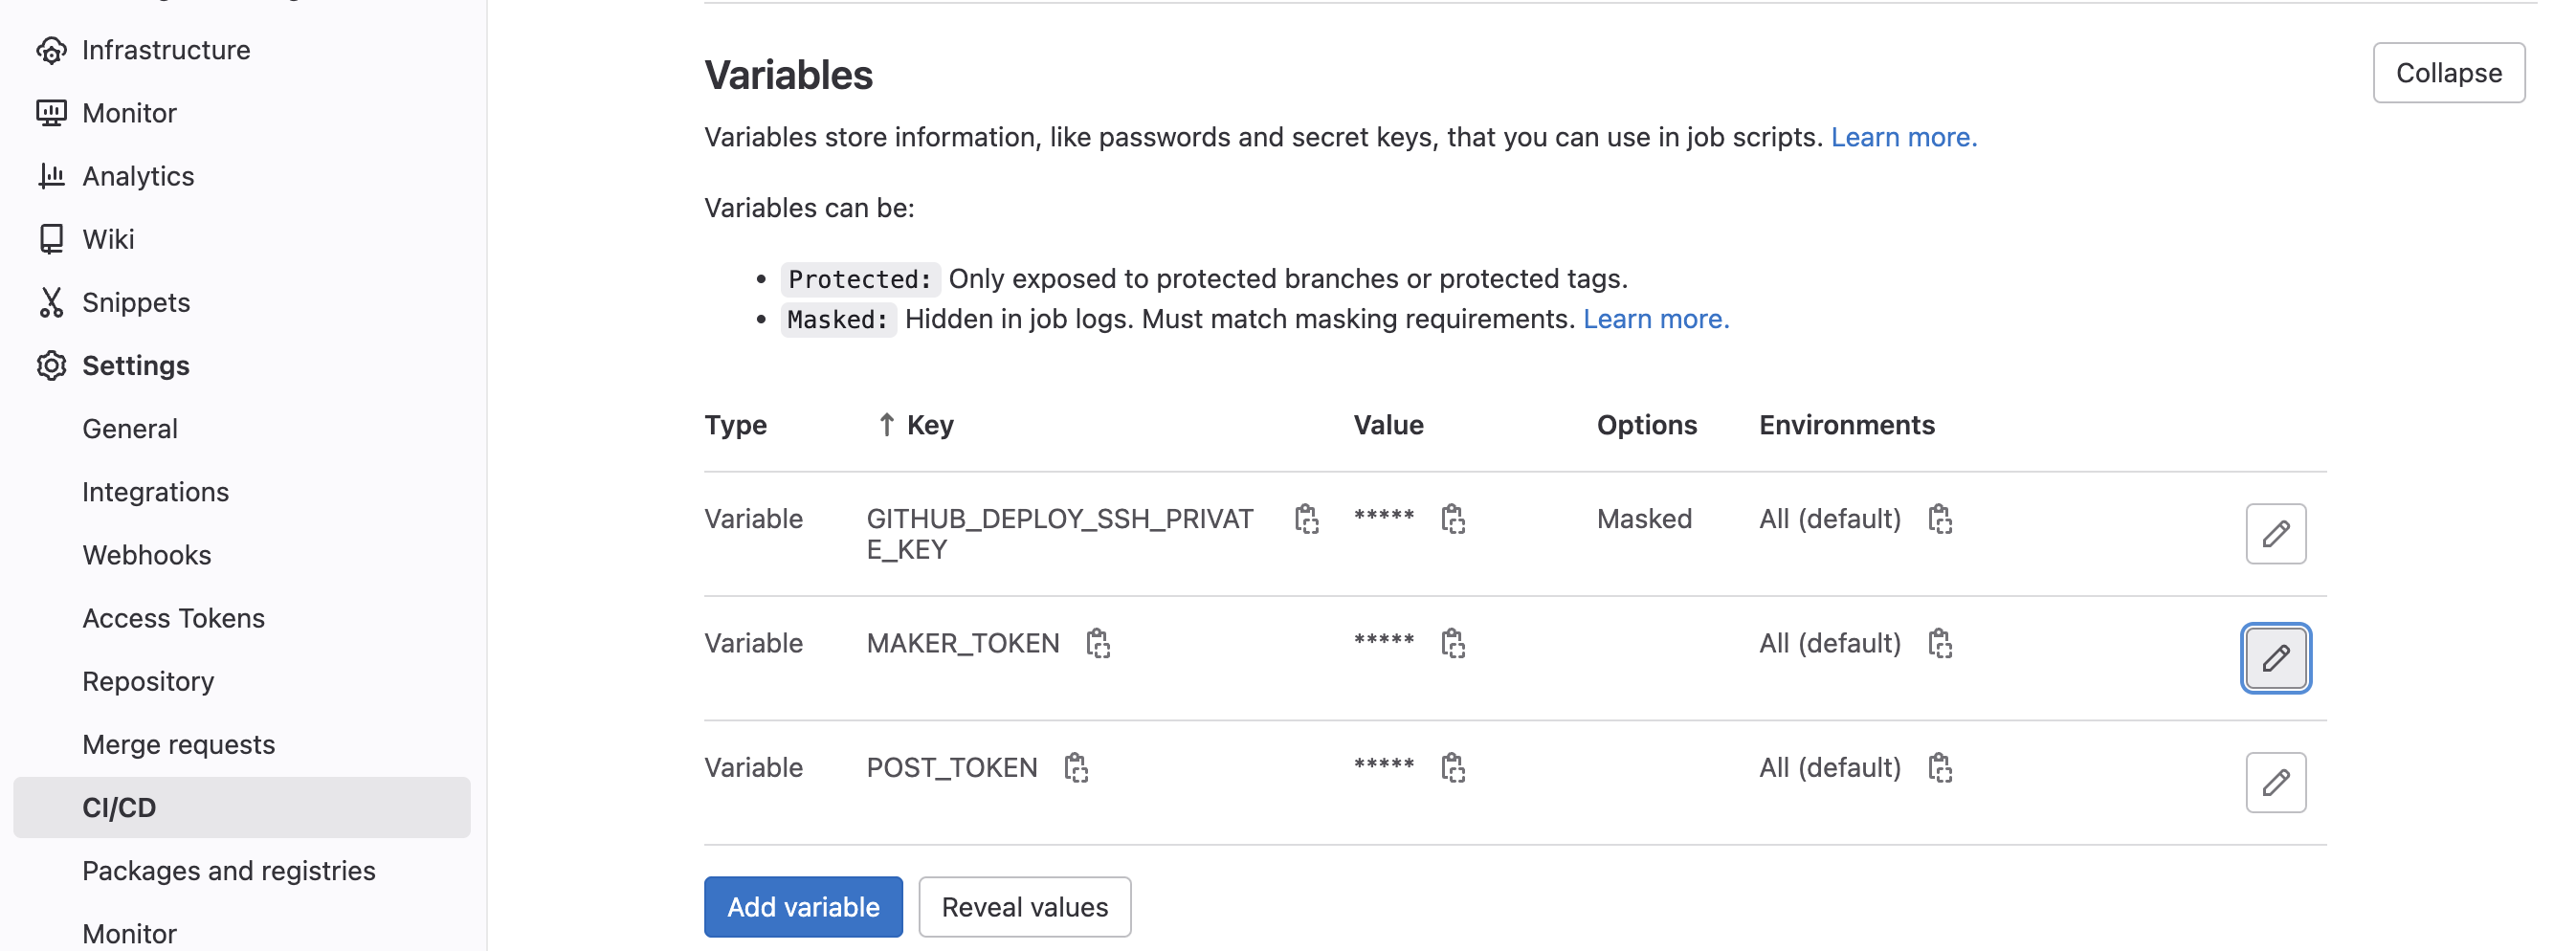 Infrastructure
Monitor
Analytics
Wiki
Snippets
Settings
General
Integrations
Webhooks
Access Tokens
Repository
Merge requests
CI/CD
Packages and registries
Monitor
Variables
Collapse
Variables store information, like passwords and secret keys, that you can use in job scripts. Learn more.
Variables can be:
• Protected: Only exposed to protected branches or protected tags.
• Masked: Hidden in job logs. Must match masking requirements. Learn more.
Type ↑ Key Value Options Environments
Variable GITHUB_DEPLOY_SSH_PRIVAT ***** Masked All (default)
E_KEY
Variable MAKER_TOKEN ***** All (default)
Variable POST_TOKEN ***** All (default)
Add variable Reveal values